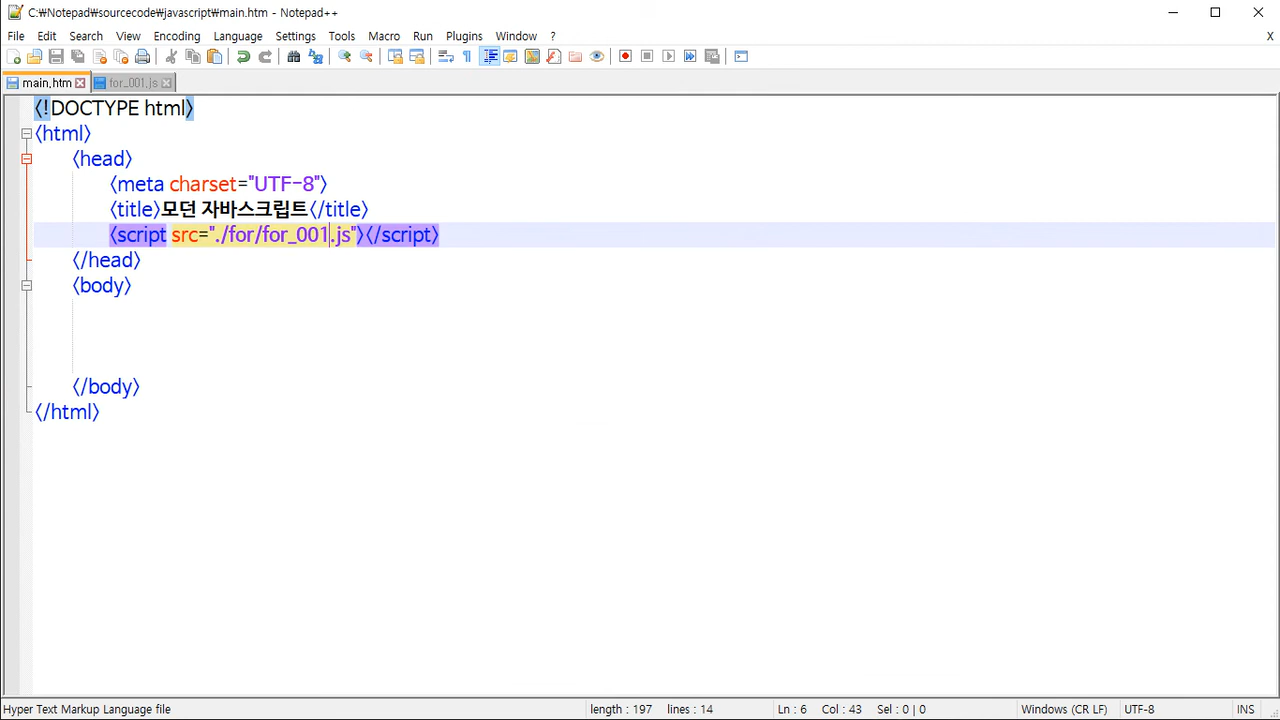 C:₩Notepad₩sourcecode₩javascript₩main.htm - Notepad++
File Edit Search View Encoding Language Settings Tools Macro Run Plugins Window ? X
main.htm for_001.js
<!DOCTYPE html>
<html>
<head>
<meta charset="UTF-8">
<title>모던 자바스크립트</title>
<script src="./for/for_001.js"></script>
</head>
<body>
</body>
</html>
Hyper Text Markup Language file length : 197 lines : 14 Ln : 6 Col : 43 Sel : 0 | 0 Windows (CR LF) UTF-8 INS